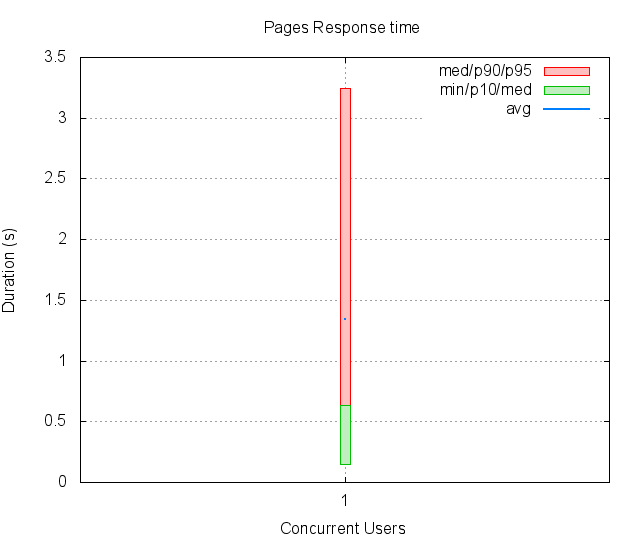 Pages Response time
3.5
3
2.5
2
1.5
1
0.5
0
Duration (s)
med/p90/p95
min/p10/med
avg
1
Concurrent Users